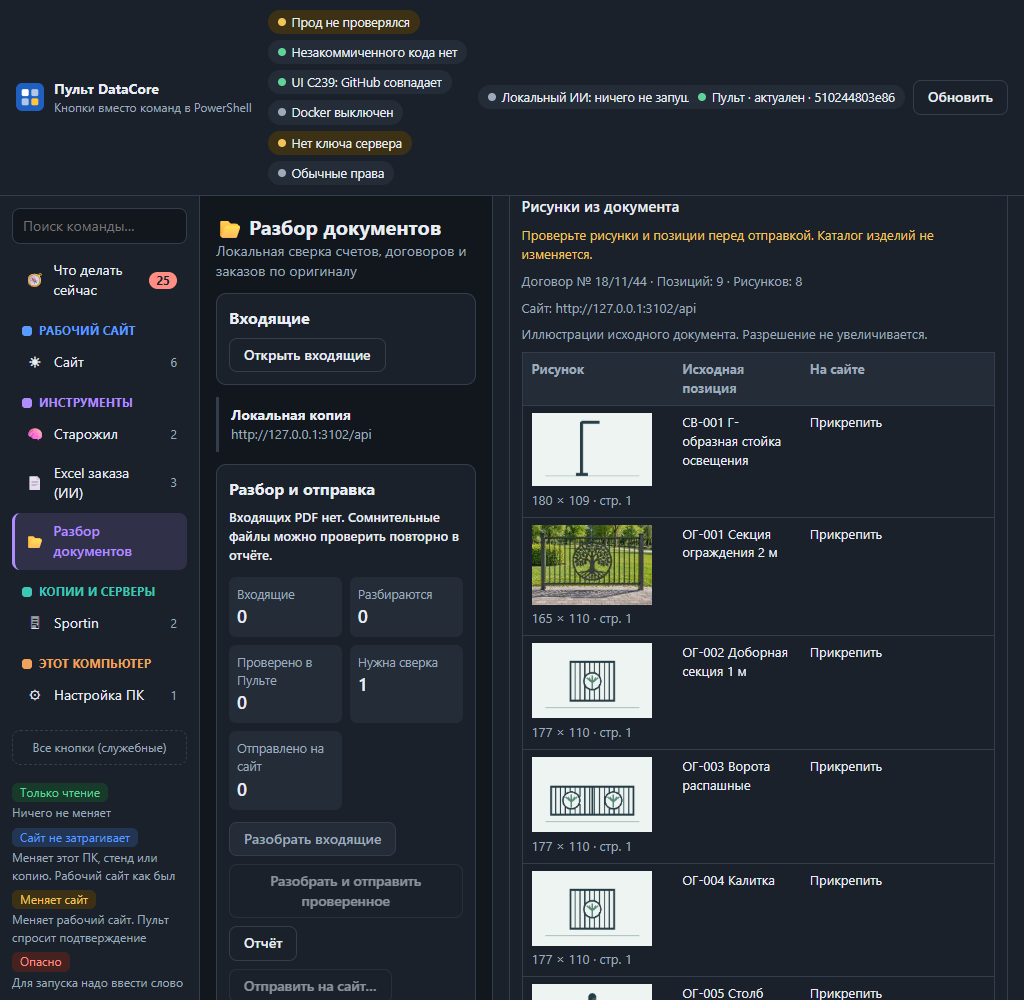 Пульт DataCore
Кнопки вместо команд в PowerShell
Прод не проверялся
Незакоммиченного кода нет
UI C239: GitHub совпадает
Docker выключен
Нет ключа сервера
Обычные права
Локальный ИИ: ничего не запущ
Пульт · актуален · 510244803e86
Обновить
Поиск команды...
Что делать
сейчас
25
РАБОЧИЙ САЙТ
Сайт 6
ИНСТРУМЕНТЫ
Старожил 2
Excel заказа
(ИИ)
3
Разбор
документов
КОПИИ И СЕРВЕРЫ
Sportin 2
ЭТОТ КОМПЬЮТЕР
Настройка ПК 1
Все кнопки (служебные)
Только чтение
Ничего не меняет
Сайт не затрагивает
Меняет этот ПК, стенд или
копию. Рабочий сайт как был
Меняет сайт
Меняет рабочий сайт. Пульт
спросит подтверждение
Опасно
Для запуска надо ввести слово
Разбор документов
Локальная сверка счетов, договоров и
заказов по оригиналу
Входящие
Открыть входящие
Локальная копия
http://127.0.0.1:3102/api
Разбор и отправка
Входящих PDF нет. Сомнительные
файлы можно проверить повторно в
отчёте.
Входящие
0
Разбираются
0
Проверено в
Пульте
0
Нужна сверка
1
Отправлено на
сайт
0
Разобрать входящие
Разобрать и отправить
проверенное
Отчёт
Отправить на сайт...
Рисунки из документа
Проверьте рисунки и позиции перед отправкой. Каталог изделий не
изменяется.
Договор № 18/11/44 · Позиций: 9 · Рисунков: 8
Сайт: http://127.0.0.1:3102/api
Иллюстрации исходного документа. Разрешение не увеличивается.
Рисунок
Исходная
позиция
На сайте
СВ-001 Г-
образная стойка
освещения
Прикрепить
180 × 109 · стр. 1
ОГ-001 Секция
ограждения 2 м
Прикрепить
165 × 110 · стр. 1
ОГ-002 Доборная
секция 1 м
Прикрепить
177 × 110 · стр. 1
ОГ-003 Ворота
распашные
Прикрепить
177 × 110 · стр. 1
ОГ-004 Калитка
Прикрепить
177 × 110 · стр. 1
ОГ-005 Столб
Прикрепить